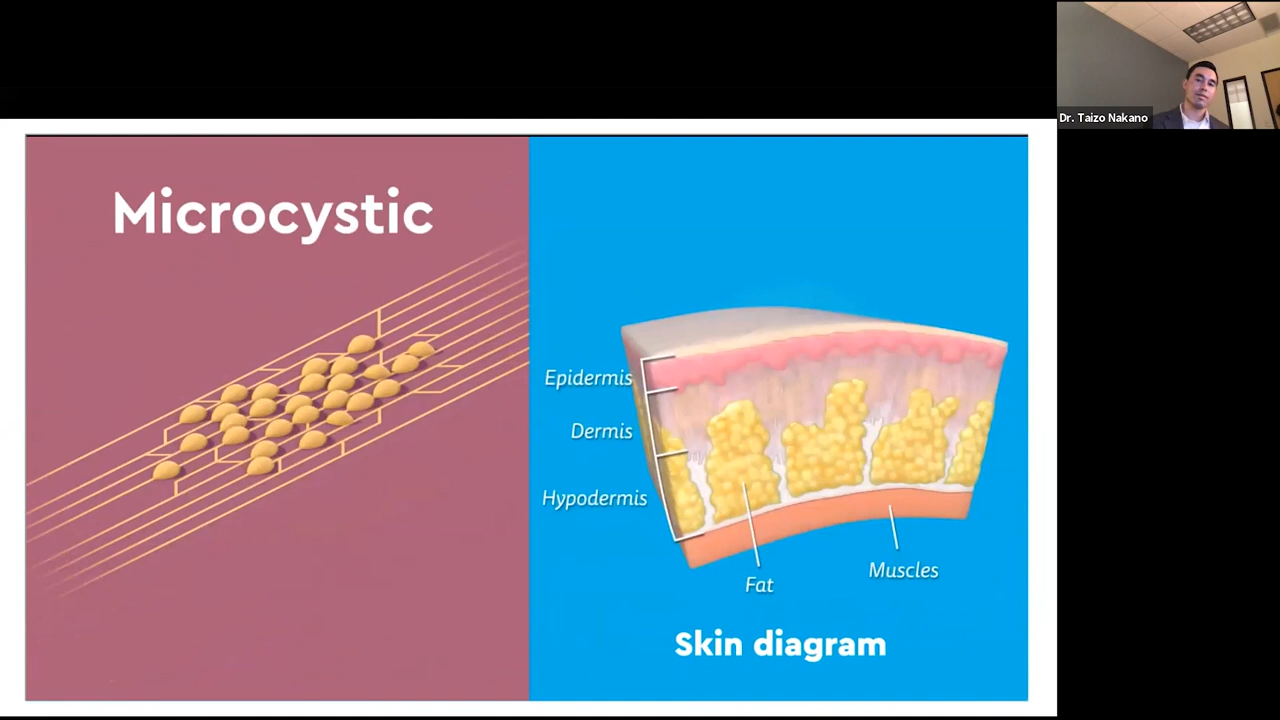 Dr. Taizo Nakano
Microcystic
Epidermis
Dermis
Hypodermis
Fat
Muscles
Skin diagram